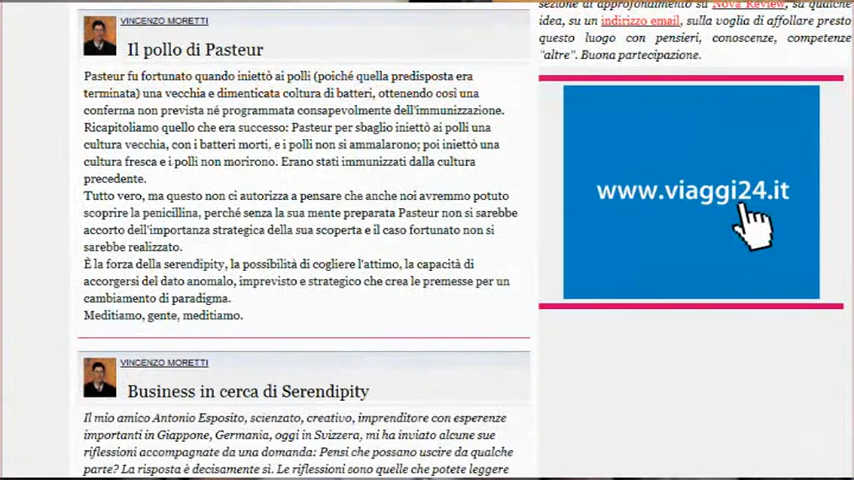 VINCENZO MORETTI
Il pollo di Pasteur
Pasteur fu fortunato quando iniettò ai polli (poiché quella predisposta era
terminata) una vecchia e dimenticata coltura di batteri, ottenendo così una
conferma non prevista né programmata consapevolmente dell'immunizzazione.
Ricapitoliamo quello che era successo: Pasteur per sbaglio iniettò ai polli una
cultura vecchia, con i batteri morti, e i polli non si ammalarono; poi iniettò una
cultura fresca e i polli non morirono. Erano stati immunizzati dalla cultura
precedente.
Tutto vero, ma questo non ci autorizza a pensare che anche noi avremmo potuto
scoprire la penicillina, perché senza la sua mente preparata Pasteur non si sarebbe
accorto dell'importanza strategica della sua scoperta e il caso fortunato non si
sarebbe realizzato.
È la forza della serendipity, la possibilità di cogliere l'attimo, la capacità di
accorgersi del dato anomalo, imprevisto e strategico che crea le premesse per un
cambiamento di paradigma.
Meditiamo, gente, meditiamo.
VINCENZO MORETTI
Business in cerca di Serendipity
Il mio amico Antonio Esposito, scienzato, creativo, imprenditore con esperenze
importanti in Giappone, Germania, oggi in Svizzera, mi ha inviato alcune sue
riflessioni accompagnate da una domanda: Pensi che possano uscire da qualche
parte? La risposta è decisamente sì. Le riflessioni sono quelle che potete leggere
sezione di approfondimento su Nova Review, su qualche
idea, su un indirizzo email, sulla voglia di affollare presto
questo luogo con pensieri, conoscenze, competenze
"altre". Buona partecipazione.
www.viaggi24.it